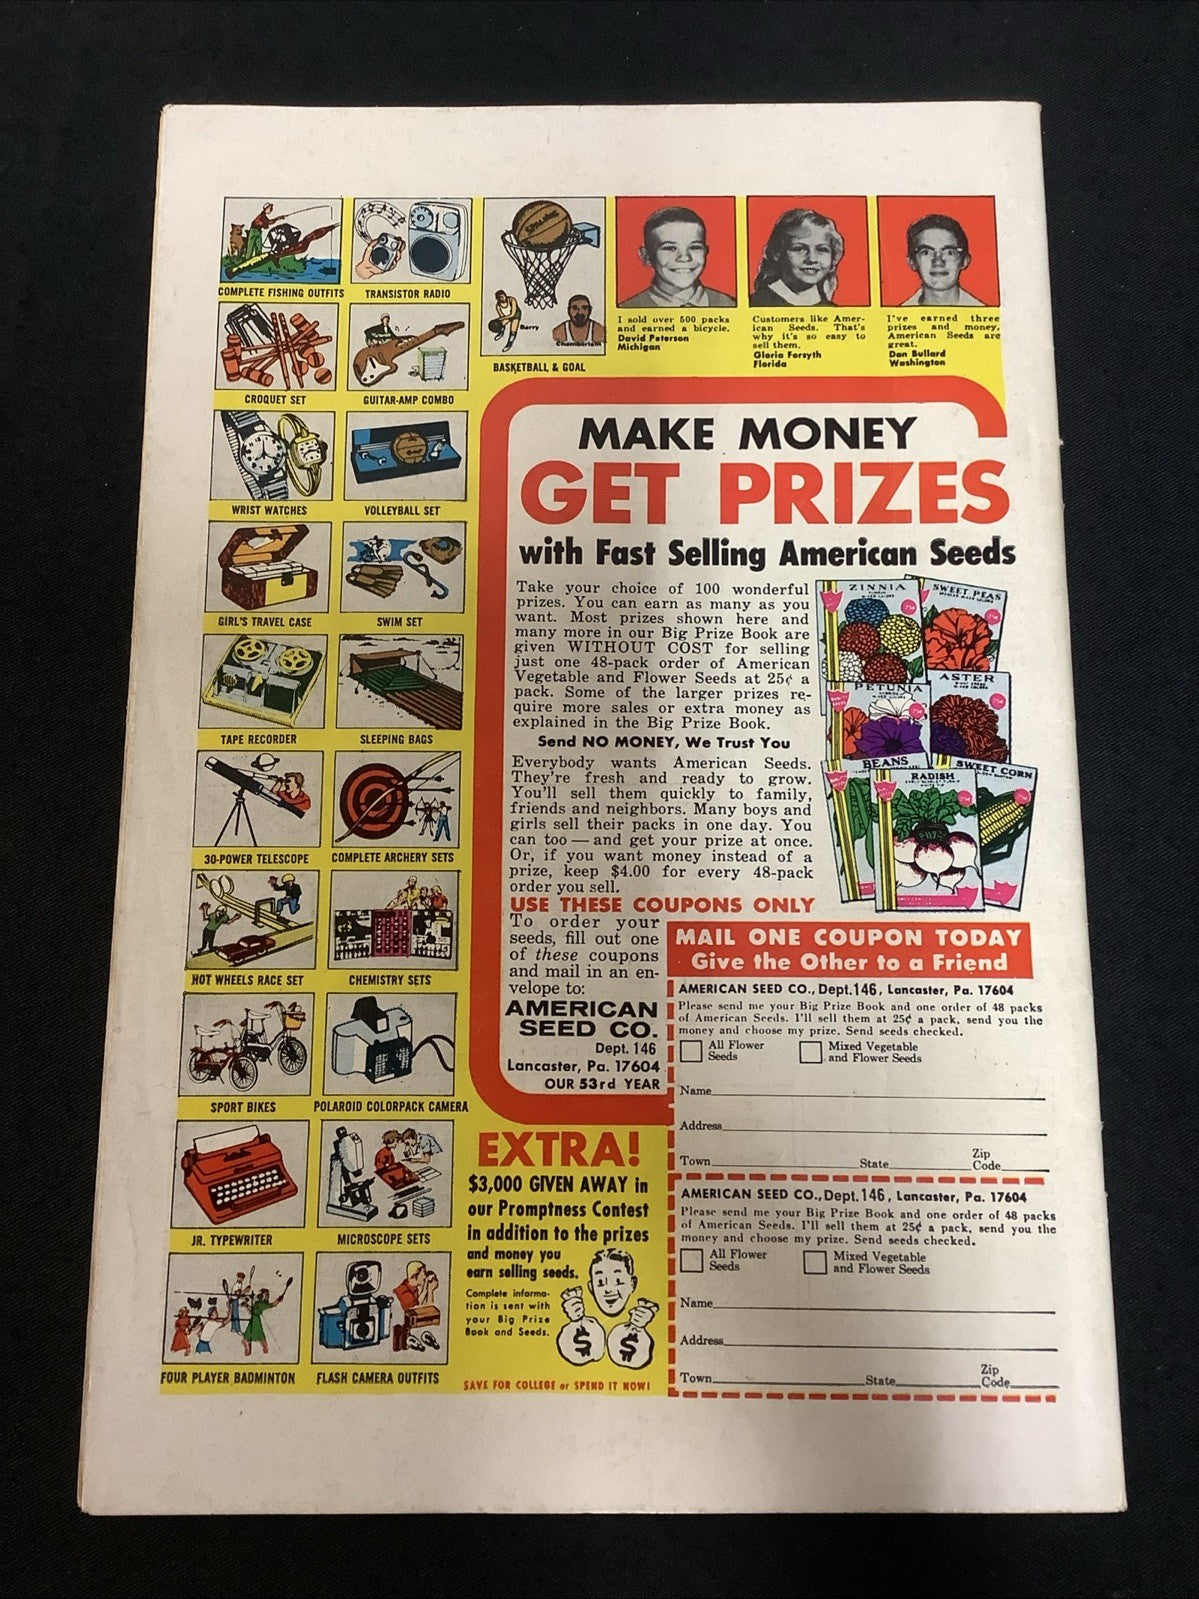 COMPLETE FISHING OUTFITS
TRANSISTOR RADIO
CROQUET SET
GUITAR-AMP COMBO
WRIST WATCHES
VOLLEYBALL SET
GIRL'S TRAVEL CASE
SWIM SET
TAPE RECORDER
SLEEPING BAGS
30-POWER TELESCOPE
COMPLETE ARCHERY SETS
HOT WHEELS RACE SET
CHEMISTRY SETS
SPORT BIKES
POLAROID COLORPACK CAMERA
JR. TYPEWRITER
MICROSCOPE SETS
FOUR PLAYER BADMINTON
FLASH CAMERA OUTFITS
Spalding
Barry
Chamberlain
BASKETBALL & GOAL
I sold over 500 packs
and earned a bicycle.
David Peterson
Michigan
Customers like Amer-
ican Seeds. That's
why it's so easy to
sell them.
Gloria Forsyth
Florida
I've earned three
prizes and money.
American Seeds are
great.
Dan Bullard
Washington
MAKE MONEY
GET PRIZES
with Fast Selling American Seeds
Take your choice of 100 wonderful
prizes. You can earn as many as you
want. Most prizes shown here and
many more in our Big Prize Book are
given WITHOUT COST for selling
just one 48-pack order of American
Vegetable and Flower Seeds at 25¢ a
pack. Some of the larger prizes re-
quire more sales or extra money as
explained in the Big Prize Book.
Send NO MONEY, We Trust You
Everybody wants American Seeds.
They're fresh and ready to grow.
You'll sell them quickly to family,
friends and neighbors. Many boys and
girls sell their packs in one day. You
can too — and get your prize at once.
Or, if you want money instead of a
prize, keep $4.00 for every 48-pack
order you sell.
ZINNIA
SWEET PEAS
PETUNIA
ASTER
BEANS
RADISH
SWEET CORN
USE THESE COUPONS ONLY
To order your
seeds, fill out one
of these coupons
and mail in an en-
velope to:
AMERICAN
SEED CO.
Dept. 146
Lancaster, Pa. 17604
OUR 53rd YEAR
MAIL ONE COUPON TODAY
Give the Other to a Friend
AMERICAN SEED CO., Dept. 146, Lancaster, Pa. 17604
Please send me your Big Prize Book and one order of 48 packs
of American Seeds. I'll sell them at 25¢ a pack, send you the
money and choose my prize. Send seeds checked.
All Flower
Seeds
Mixed Vegetable
and Flower Seeds
Name
Address
Town State Zip Code
AMERICAN SEED CO., Dept. 146, Lancaster, Pa. 17604
Please send me your Big Prize Book and one order of 48 packs
of American Seeds. I'll sell them at 25¢ a pack, send you the
money and choose my prize. Send seeds checked.
All Flower
Seeds
Mixed Vegetable
and Flower Seeds
Name
Address
Town State Zip Code
EXTRA!
$3,000 GIVEN AWAY in
our Promptness Contest
in addition to the prizes
and money you
earn selling seeds.
Complete informa-
tion is sent with
your Big Prize
Book and Seeds.
$ $
SAVE FOR COLLEGE or SPEND IT NOW!